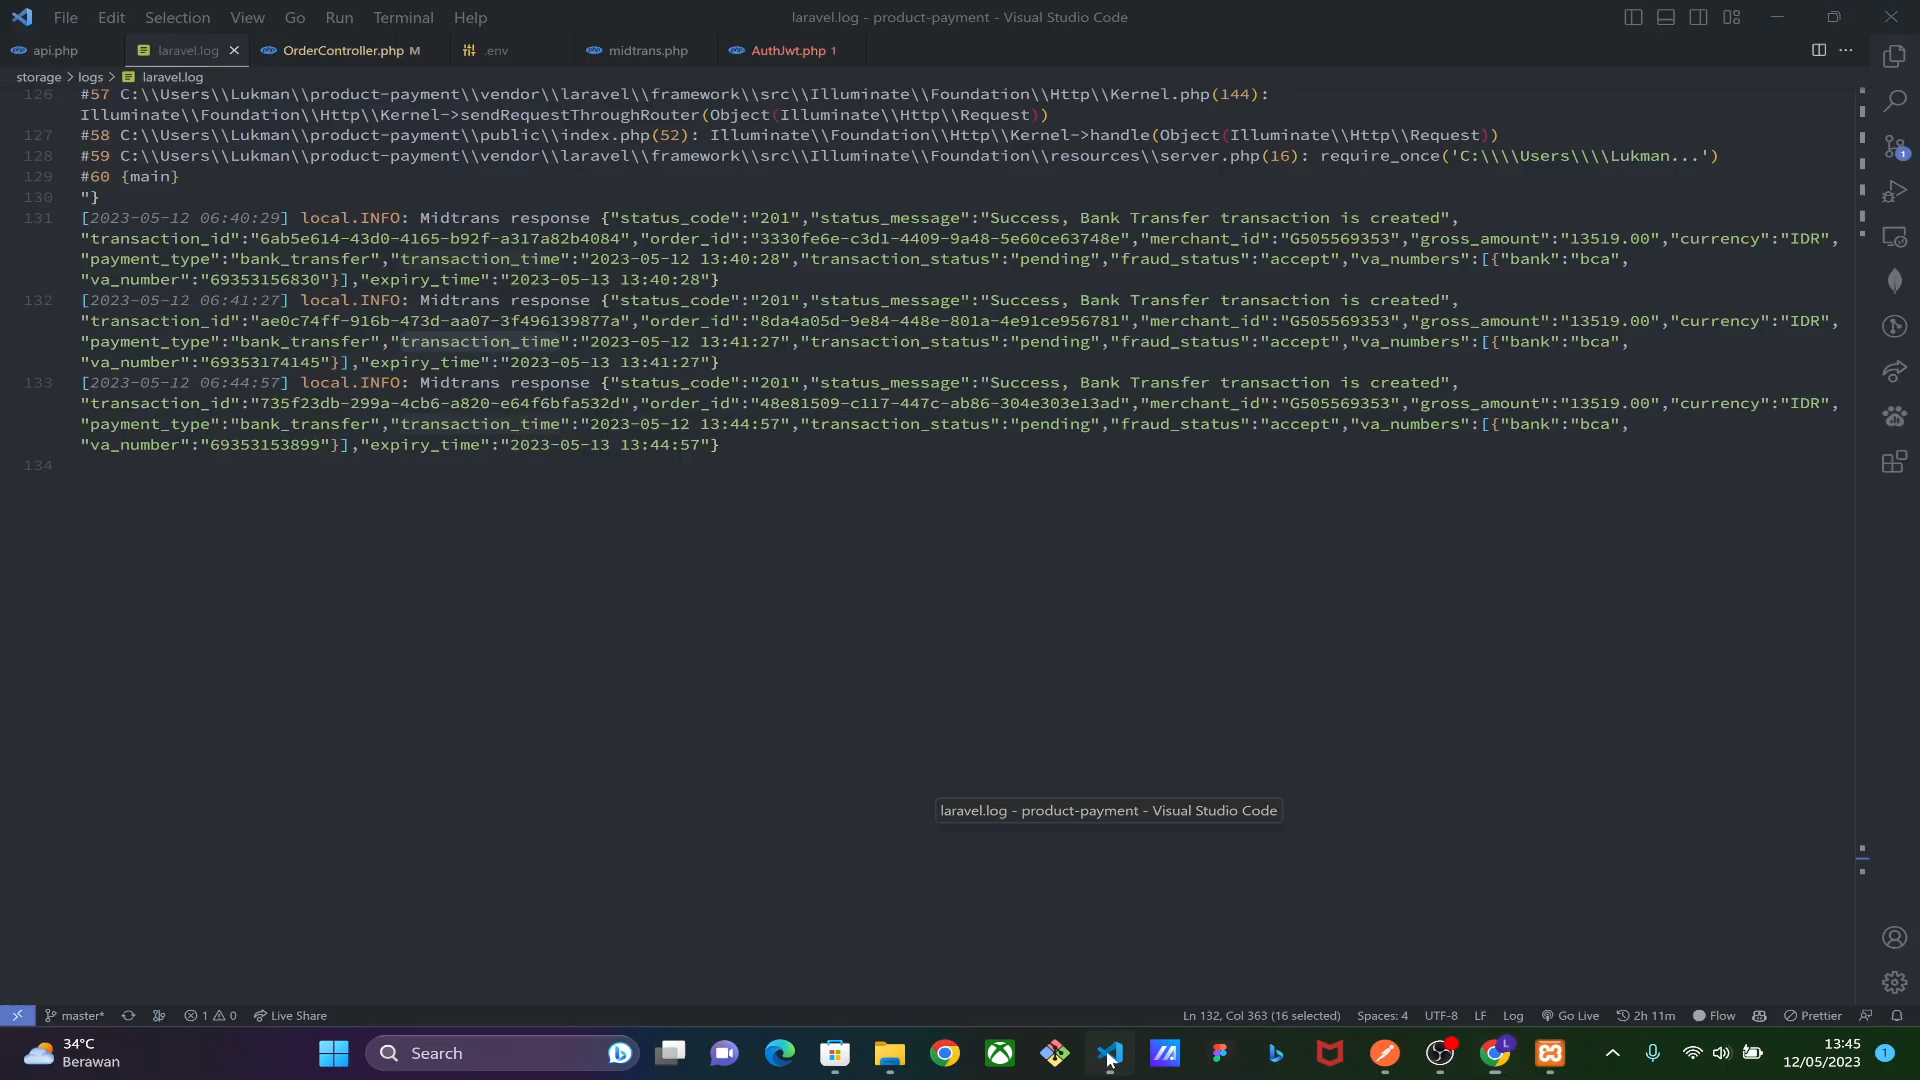 File Edit Selection View Go Run Terminal Help
laravel.log - product-payment - Visual Studio Code
api.php
laravel.log
OrderController.php M
.env
midtrans.php
AuthJwt.php 1
storage > logs > laravel.log
126 #57 C:\\Users\\Lukman\\product-payment\\vendor\\laravel\\framework\\src\\Illuminate\\Foundation\\Http\\Kernel.php(144):
Illuminate\\Foundation\\Http\\Kernel->sendRequestThroughRouter(Object(Illuminate\\Http\\Request))
127 #58 C:\\Users\\Lukman\\product-payment\\public\\index.php(52): Illuminate\\Foundation\\Http\\Kernel->handle(Object(Illuminate\\Http\\Request))
128 #59 C:\\Users\\Lukman\\product-payment\\vendor\\laravel\\framework\\src\\Illuminate\\Foundation\\resources\\server.php(16): require_once('C:\\\\Users\\\\Lukman...')
129 #60 {main}
130 "}
131 [2023-05-12 06:40:29] local.INFO: Midtrans response {"status_code":"201","status_message":"Success, Bank Transfer transaction is created",
"transaction_id":"6ab5e614-43d0-4165-b92f-a317a82b4084","order_id":"3330fe6e-c3d1-4409-9a48-5e60ce63748e","merchant_id":"G505569353","gross_amount":"13519.00","currency":"IDR",
"payment_type":"bank_transfer","transaction_time":"2023-05-12 13:40:28","transaction_status":"pending","fraud_status":"accept","va_numbers":[{"bank":"bca",
"va_number":"69353156830"}],"expiry_time":"2023-05-13 13:40:28"}
132 [2023-05-12 06:41:27] local.INFO: Midtrans response {"status_code":"201","status_message":"Success, Bank Transfer transaction is created",
"transaction_id":"ae0c74ff-916b-473d-aa07-3f496139877a","order_id":"8da4a05d-9e84-448e-801a-4e91ce956781","merchant_id":"G505569353","gross_amount":"13519.00","currency":"IDR",
"payment_type":"bank_transfer","transaction_time":"2023-05-12 13:41:27","transaction_status":"pending","fraud_status":"accept","va_numbers":[{"bank":"bca",
"va_number":"69353174145"}],"expiry_time":"2023-05-13 13:41:27"}
133 [2023-05-12 06:44:57] local.INFO: Midtrans response {"status_code":"201","status_message":"Success, Bank Transfer transaction is created",
"transaction_id":"735f23db-299a-4cb6-a820-e64f6bfa532d","order_id":"48e81509-c117-447c-ab86-304e303e13ad","merchant_id":"G505569353","gross_amount":"13519.00","currency":"IDR",
"payment_type":"bank_transfer","transaction_time":"2023-05-12 13:44:57","transaction_status":"pending","fraud_status":"accept","va_numbers":[{"bank":"bca",
"va_number":"69353153899"}],"expiry_time":"2023-05-13 13:44:57"}
134
1
laravel.log - product-payment - Visual Studio Code
master* 1 0 Live Share
Ln 132, Col 363 (16 selected) Spaces: 4 UTF-8 LF Log Go Live 2h 11m Flow Prettier
34°C
Berawan
Search
L
13:45
12/05/2023
1